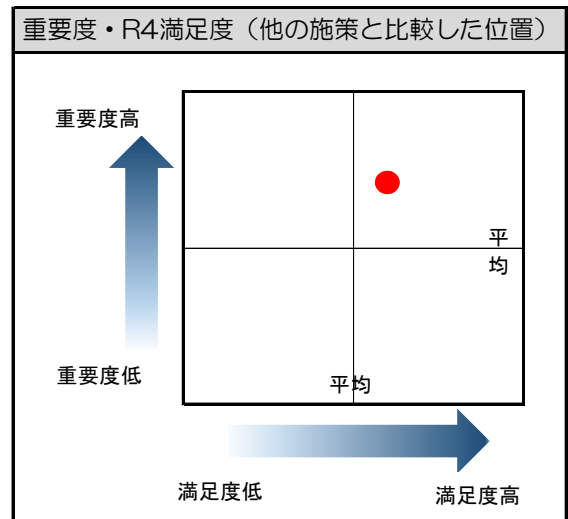 重要度・R4満足度（他の施策と比較した位置）
重要度高
平
均
重要度低
平均
満足度低
満足度高